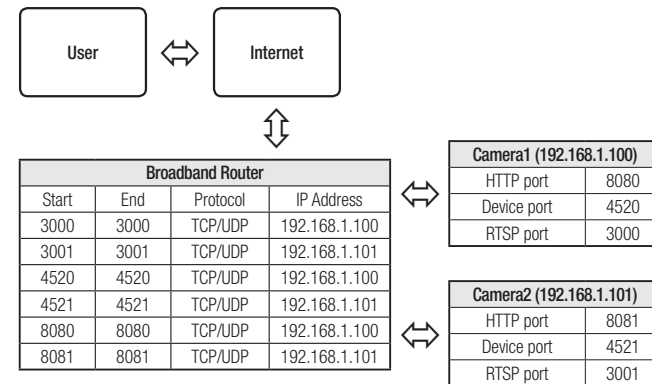 User
Internet
Broadband Router
Start End Protocol IP Address
3000 3000 TCP/UDP 192.168.1.100
3001 3001 TCP/UDP 192.168.1.101
4520 4520 TCP/UDP 192.168.1.100
4521 4521 TCP/UDP 192.168.1.101
8080 8080 TCP/UDP 192.168.1.100
8081 8081 TCP/UDP 192.168.1.101
Camera1 (192.168.1.100)
HTTP port 8080
Device port 4520
RTSP port 3000
Camera2 (192.168.1.101)
HTTP port 8081
Device port 4521
RTSP port 3001